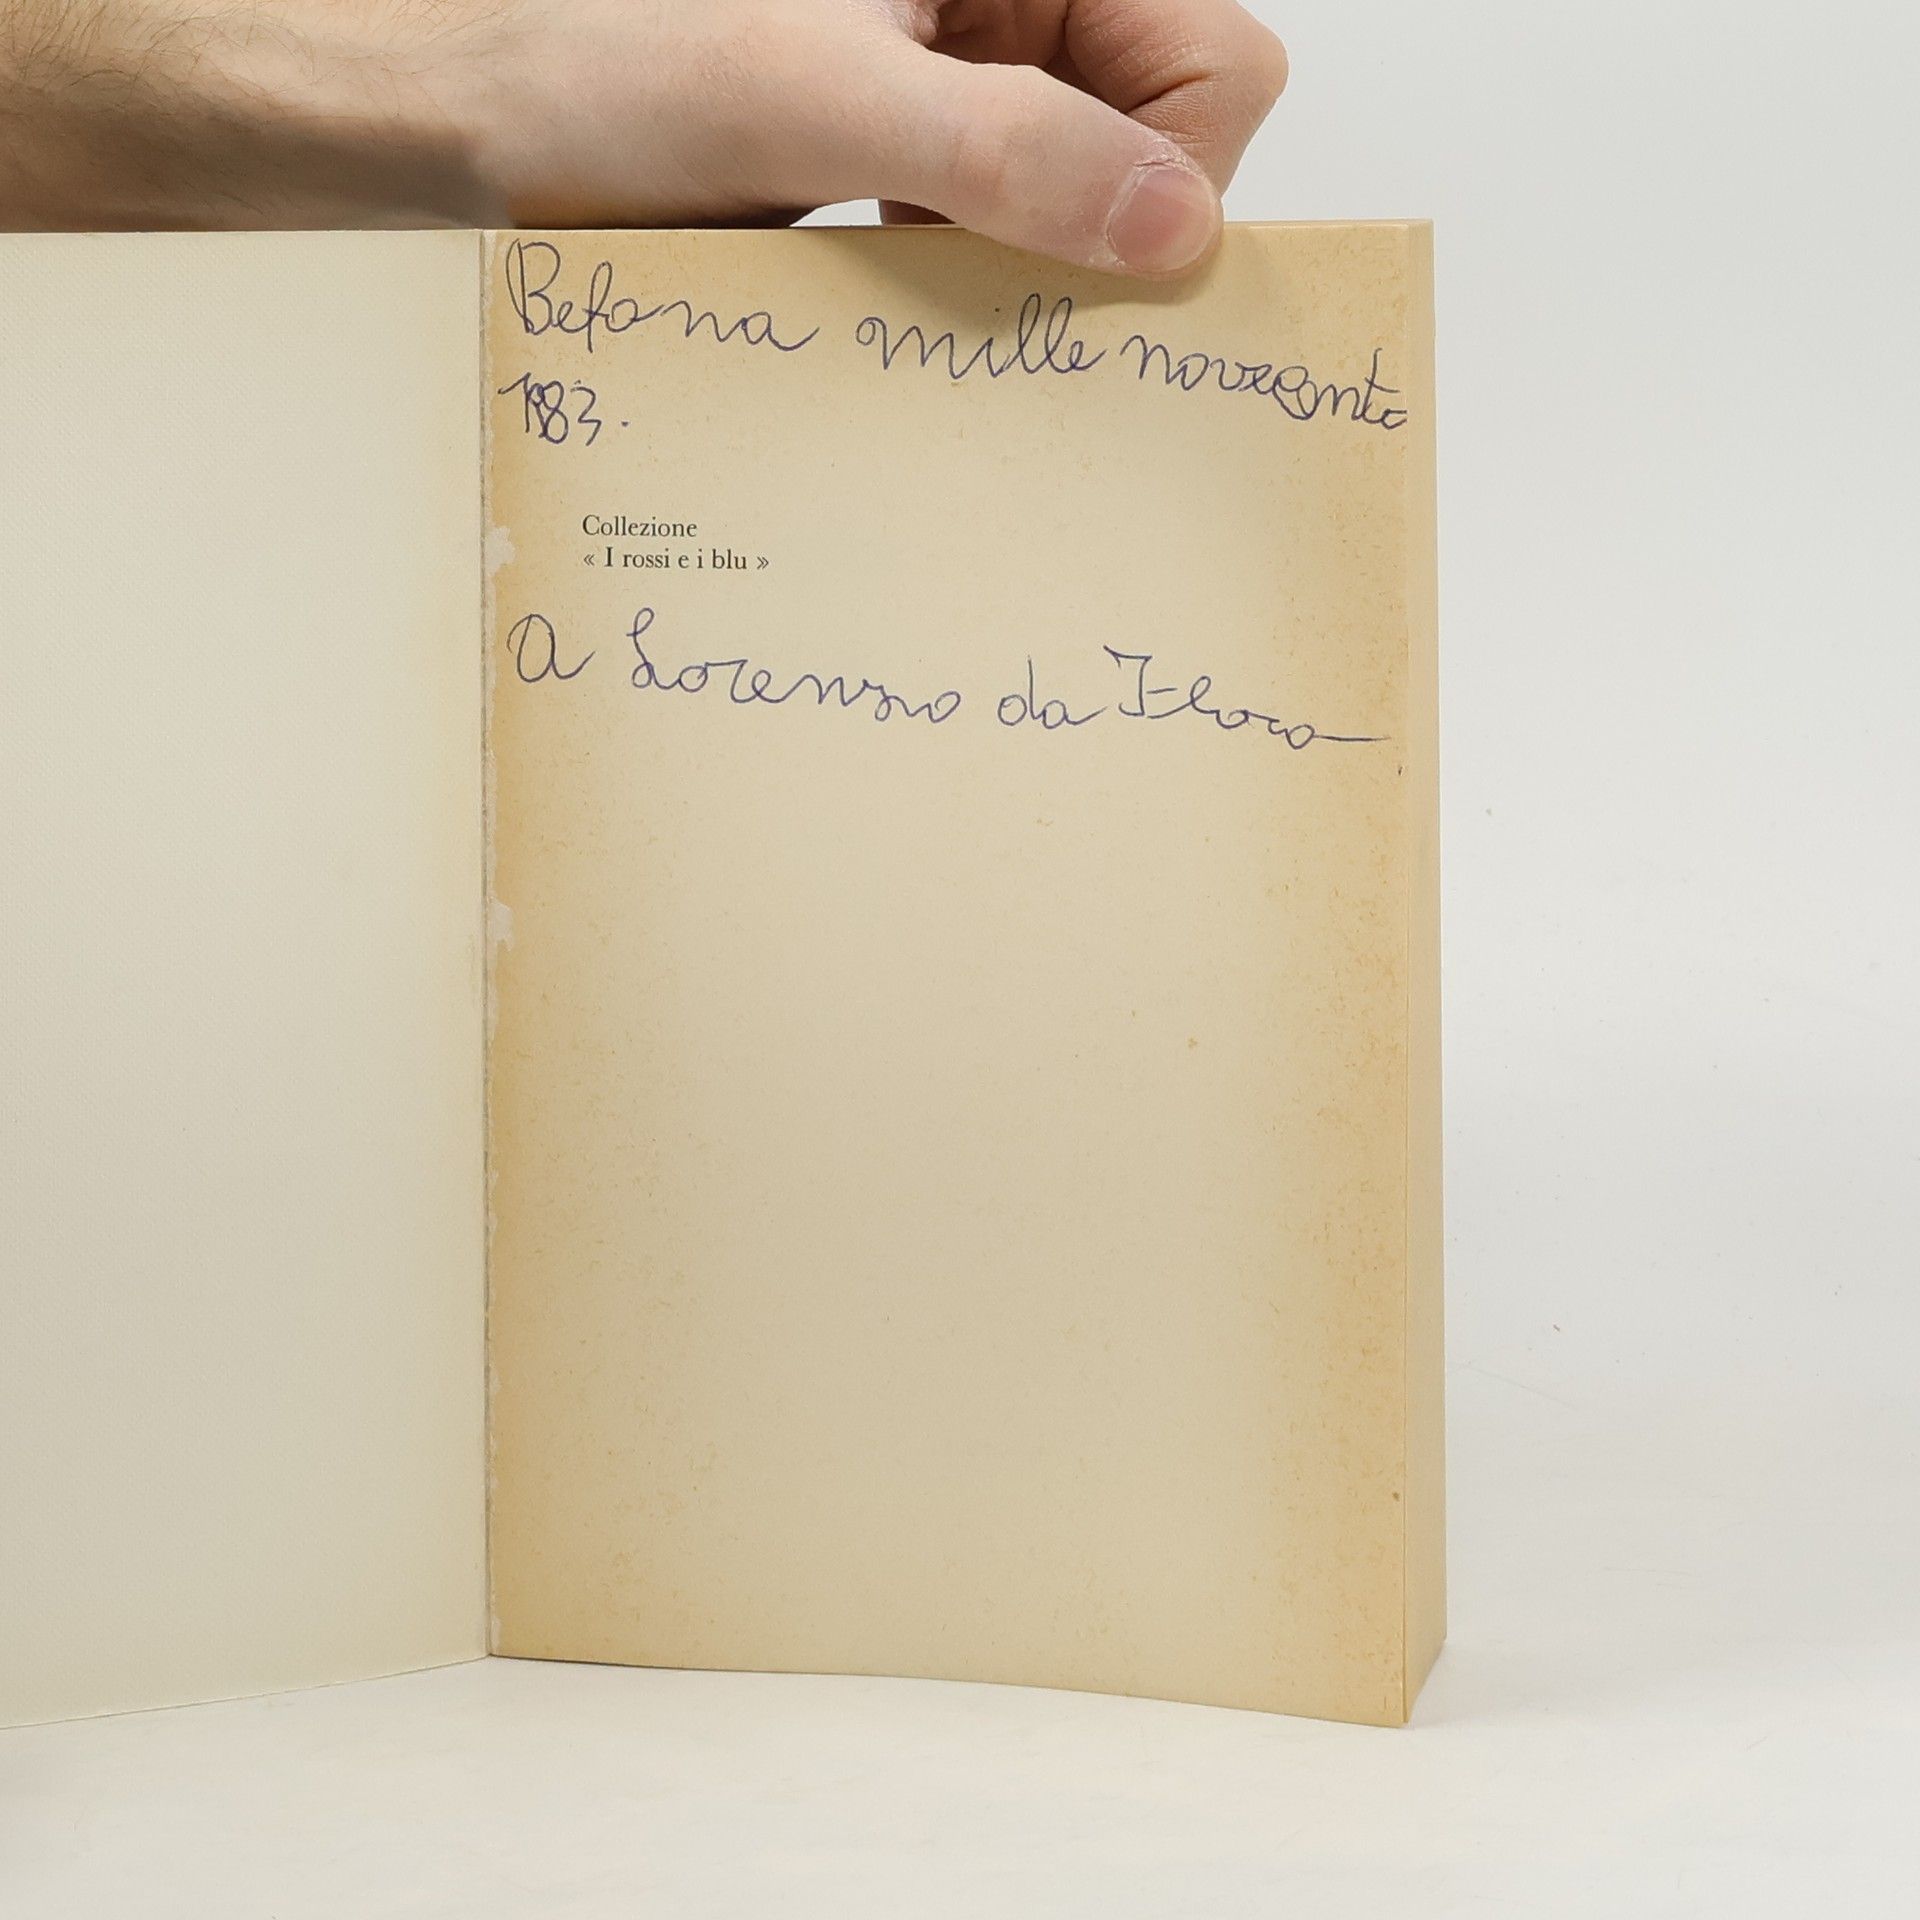 Befana mille novecento
1983.
Collezione
« I rossi e i blu »
A Lorenzo da